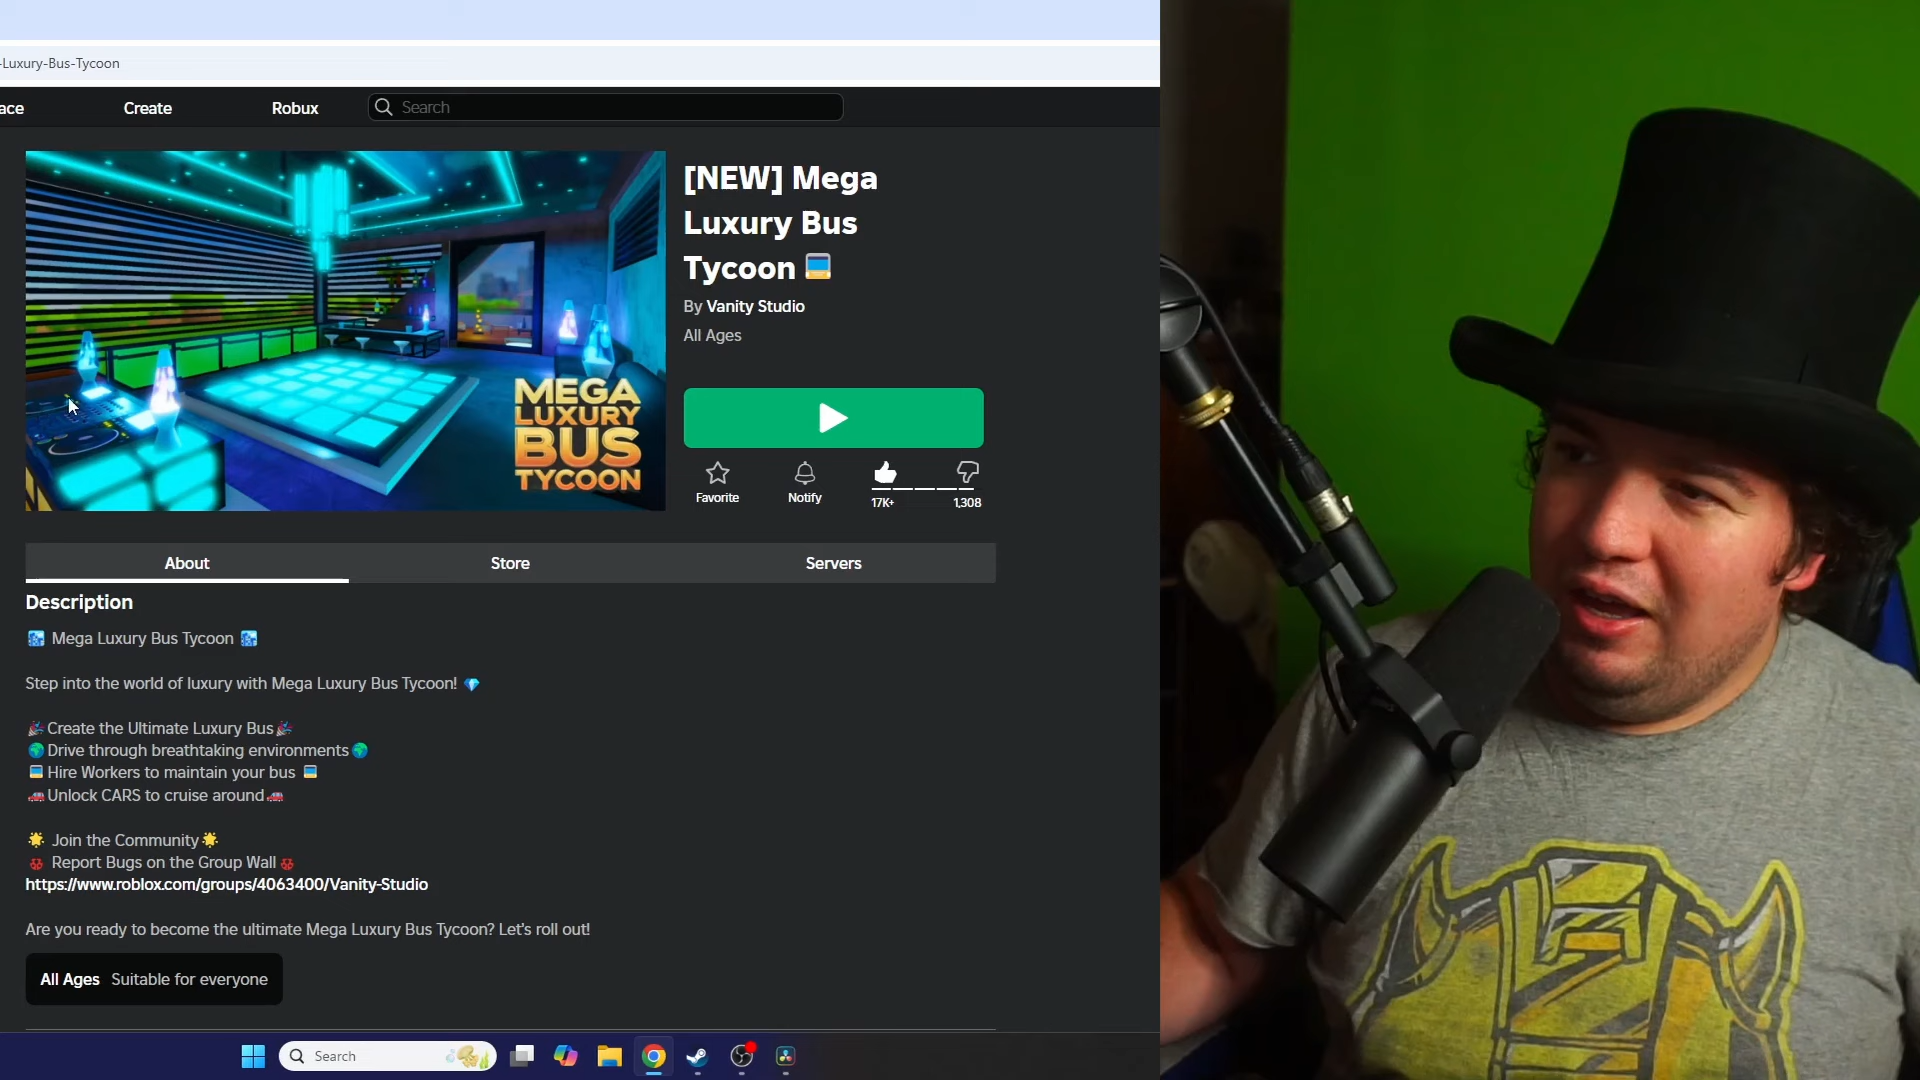 -Luxury-Bus-Tycoon
ace Create Robux Search
[NEW] Mega
Luxury Bus
Tycoon
By Vanity Studio
All Ages
MEGA
LUXURY
BUS
TYCOON
Favorite Notify 17K+ 1,308
About Store Servers
Description
Mega Luxury Bus Tycoon
Step into the world of luxury with Mega Luxury Bus Tycoon!
Create the Ultimate Luxury Bus
Drive through breathtaking environments
Hire Workers to maintain your bus
Unlock CARS to cruise around
Join the Community
Report Bugs on the Group Wall
https://www.roblox.com/groups/4063400/Vanity-Studio
Are you ready to become the ultimate Mega Luxury Bus Tycoon? Let's roll out!
All Ages Suitable for everyone
Search